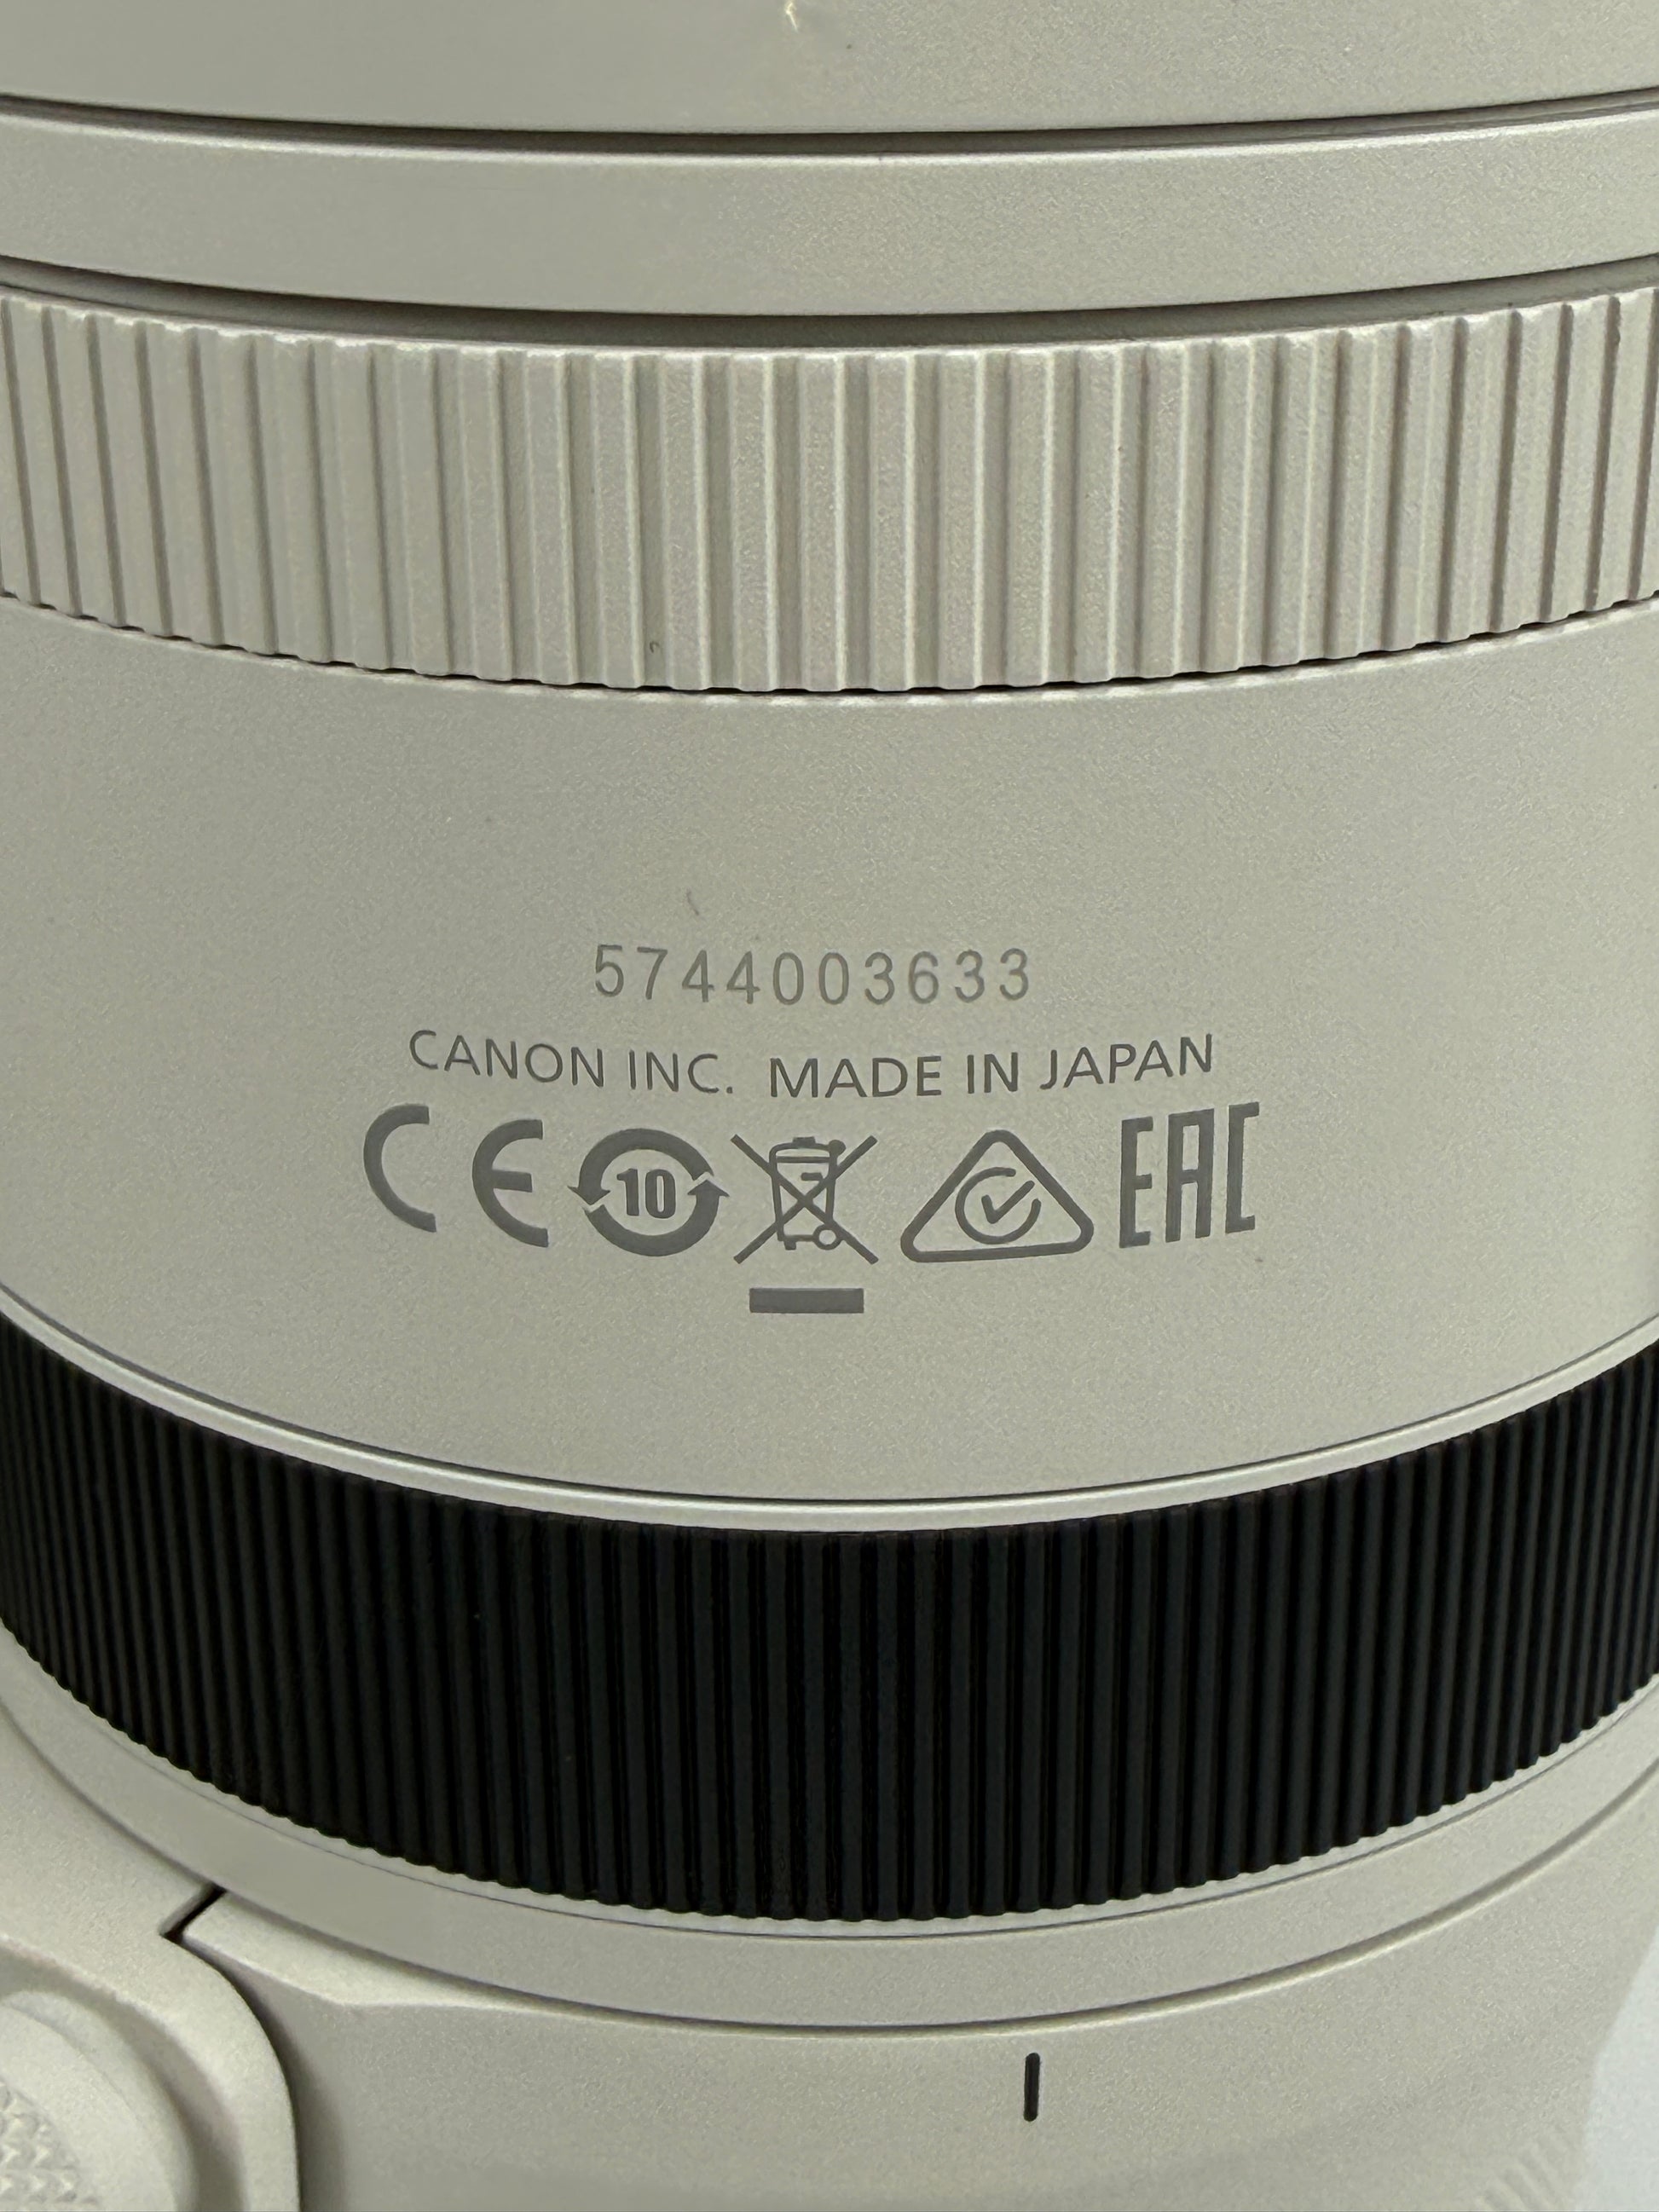 5744003633
CANON INC. MADE IN JAPAN
CE 10 EAC